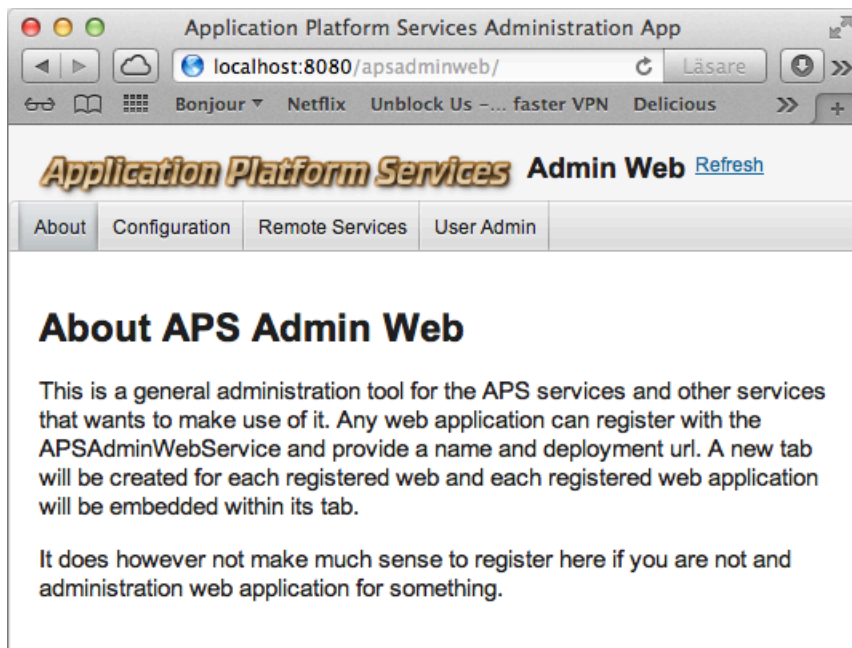 Application Platform Services Administration App
localhost:8080/apsadminweb/ Läsare
Bonjour Netflix Unblock Us -... faster VPN Delicious
Application Platform Services Admin Web Refresh
About Configuration Remote Services User Admin
About APS Admin Web
This is a general administration tool for the APS services and other services
that wants to make use of it. Any web application can register with the
APSAdminWebService and provide a name and deployment url. A new tab
will be created for each registered web and each registered web application
will be embedded within its tab.
It does however not make much sense to register here if you are not and
administration web application for something.